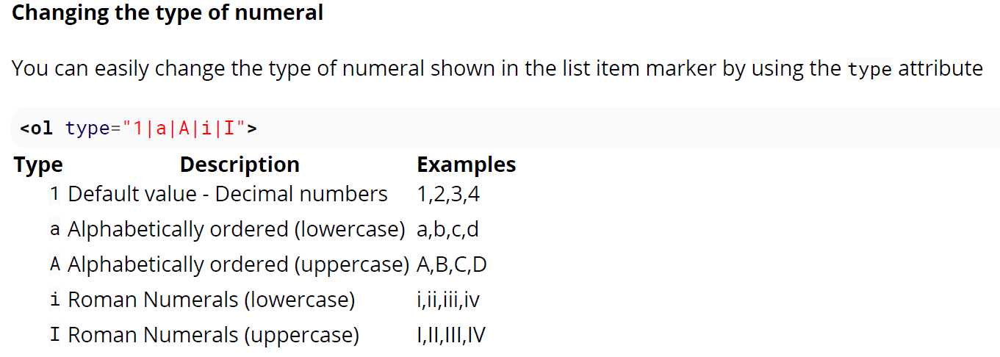 Changing the type of numeral
You can easily change the type of numeral shown in the list item marker by using the type attribute
<ol type="1|a|A|i|I">
Type Description Examples
1 Default value - Decimal numbers 1,2,3,4
a Alphabetically ordered (lowercase) a,b,c,d
A Alphabetically ordered (uppercase) A,B,C,D
i Roman Numerals (lowercase) i,ii,iii,iv
I Roman Numerals (uppercase) I,II,III,IV